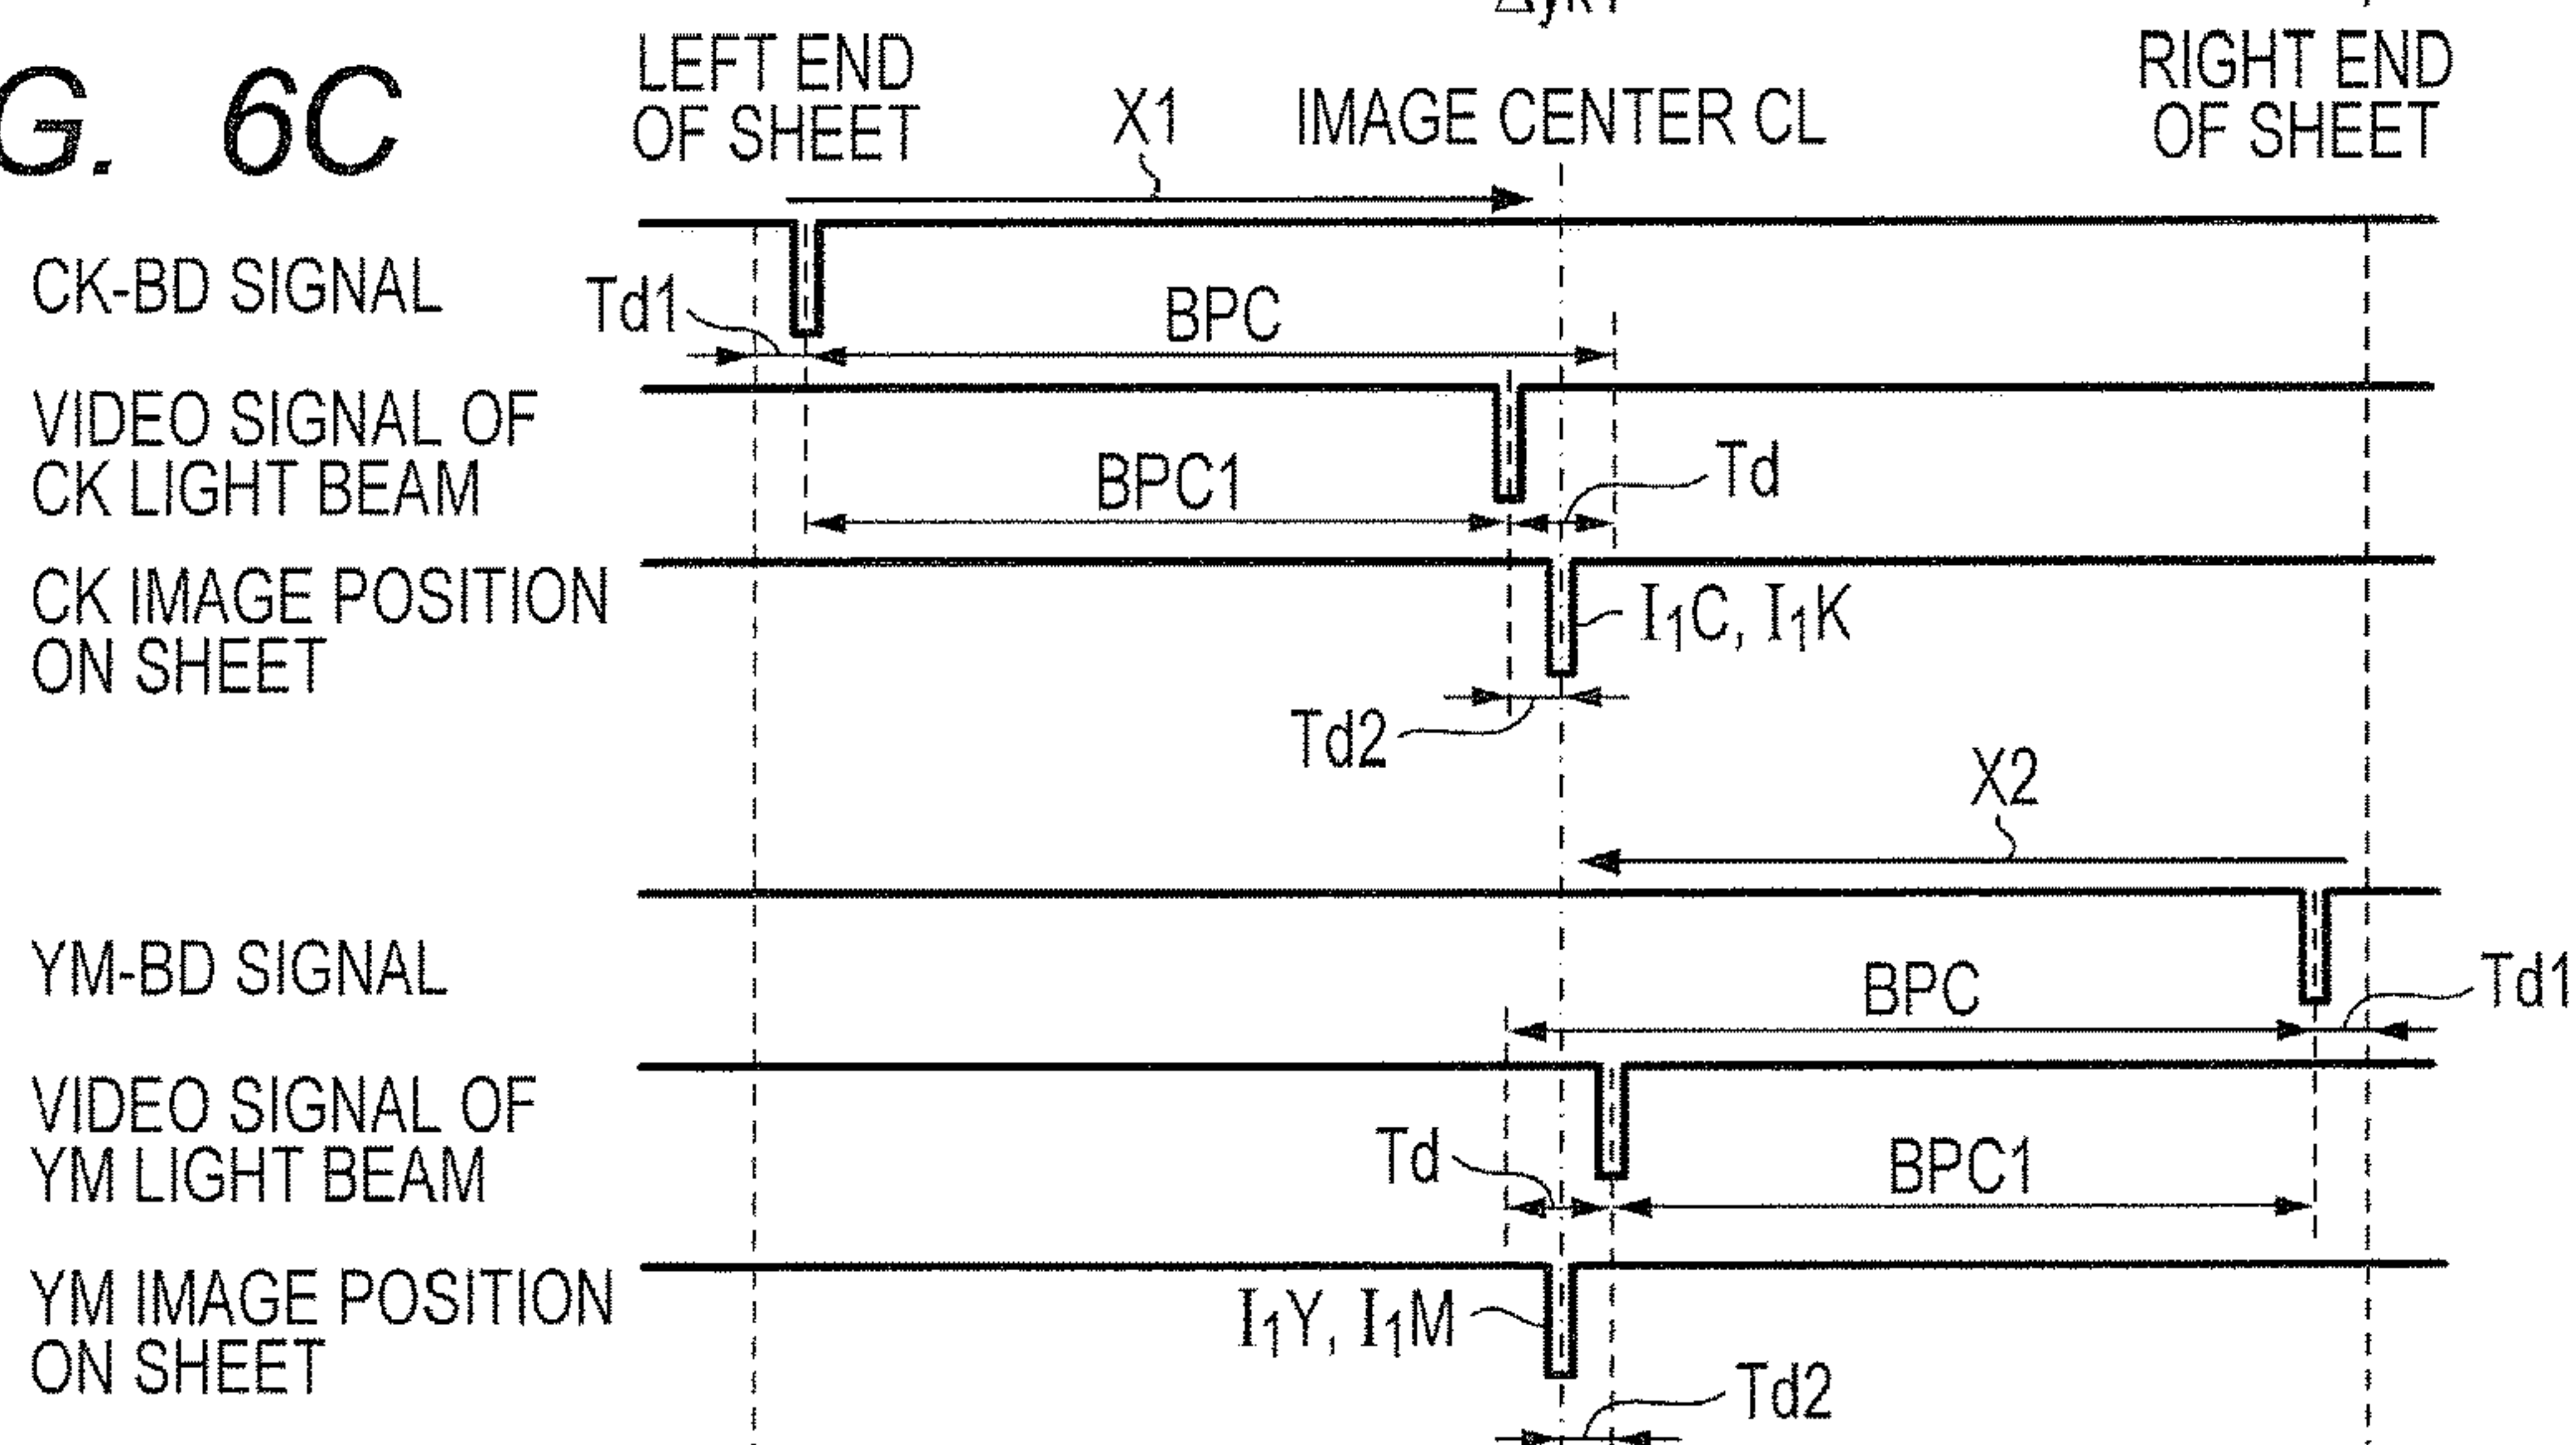 G. 6C
LEFT END
OF SHEET
X1
IMAGE CENTER CL
RIGHT END
OF SHEET
CK-BD SIGNAL
Td1
BPC
VIDEO SIGNAL OF
CK LIGHT BEAM
BPC1
Td
CK IMAGE POSITION
ON SHEET
I₁C, I₁K
Td2
X2
YM-BD SIGNAL
BPC
Td1
VIDEO SIGNAL OF
YM LIGHT BEAM
Td
BPC1
YM IMAGE POSITION
ON SHEET
I₁Y, I₁M
Td2